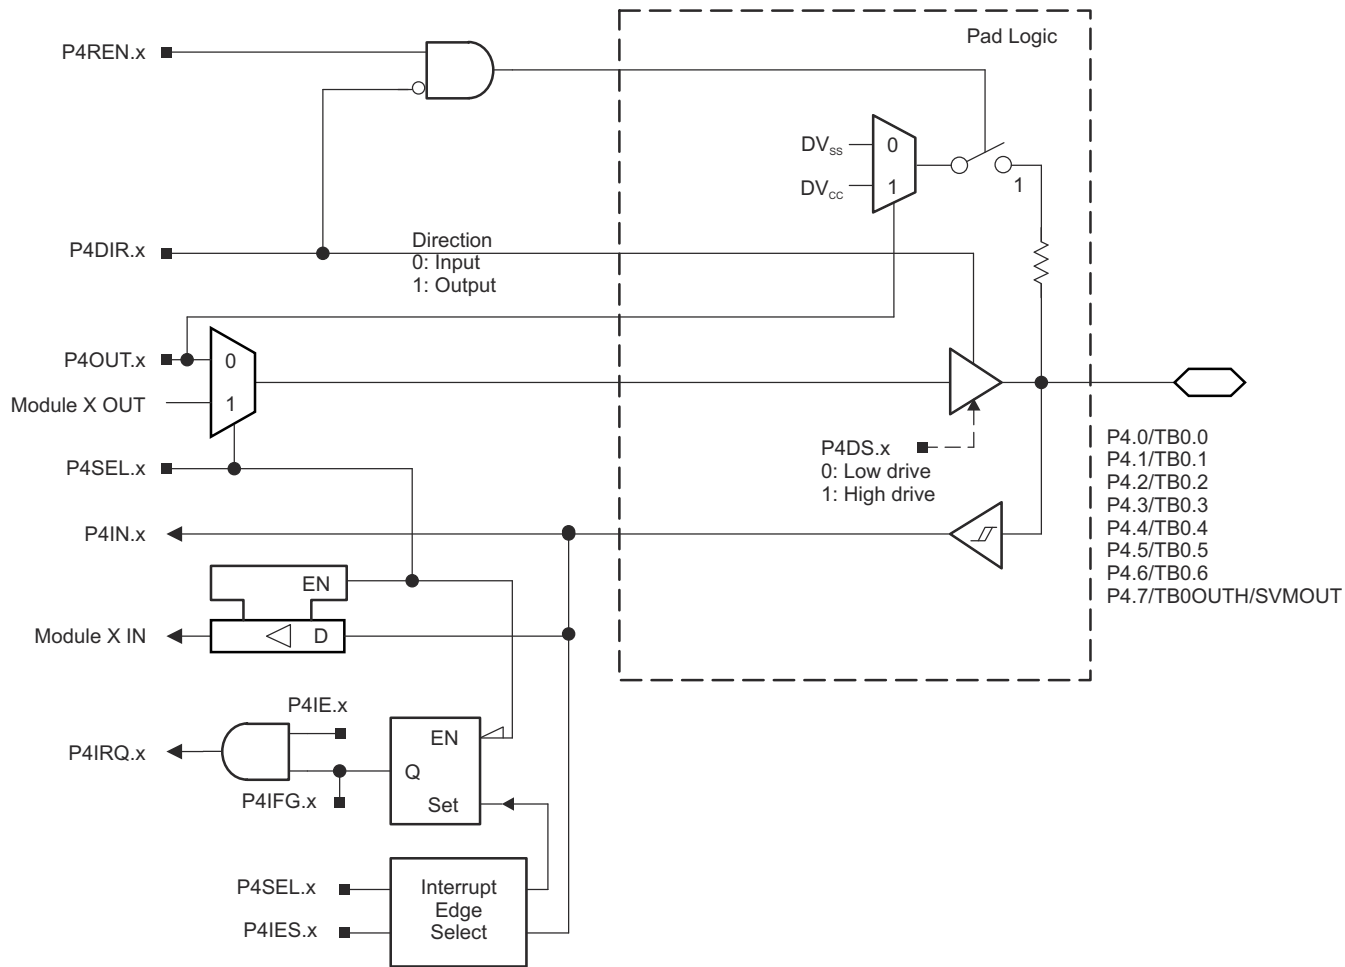 Pad Logic
P4REN.x
DVSS
0
DVCC
1
1
P4DIR.x
Direction
0: Input
1: Output
P4OUT.x
0
Module X OUT
1
P4SEL.x
P4DS.x
0: Low drive
1: High drive
P4.0/TB0.0
P4.1/TB0.1
P4.2/TB0.2
P4.3/TB0.3
P4.4/TB0.4
P4.5/TB0.5
P4.6/TB0.6
P4.7/TB0OUTH/SVMOUT
P4IN.x
EN
Module X IN
D
P4IE.x
P4IRQ.x
EN
Q
P4IFG.x
Set
P4SEL.x
P4IES.x
Interrupt
Edge
Select